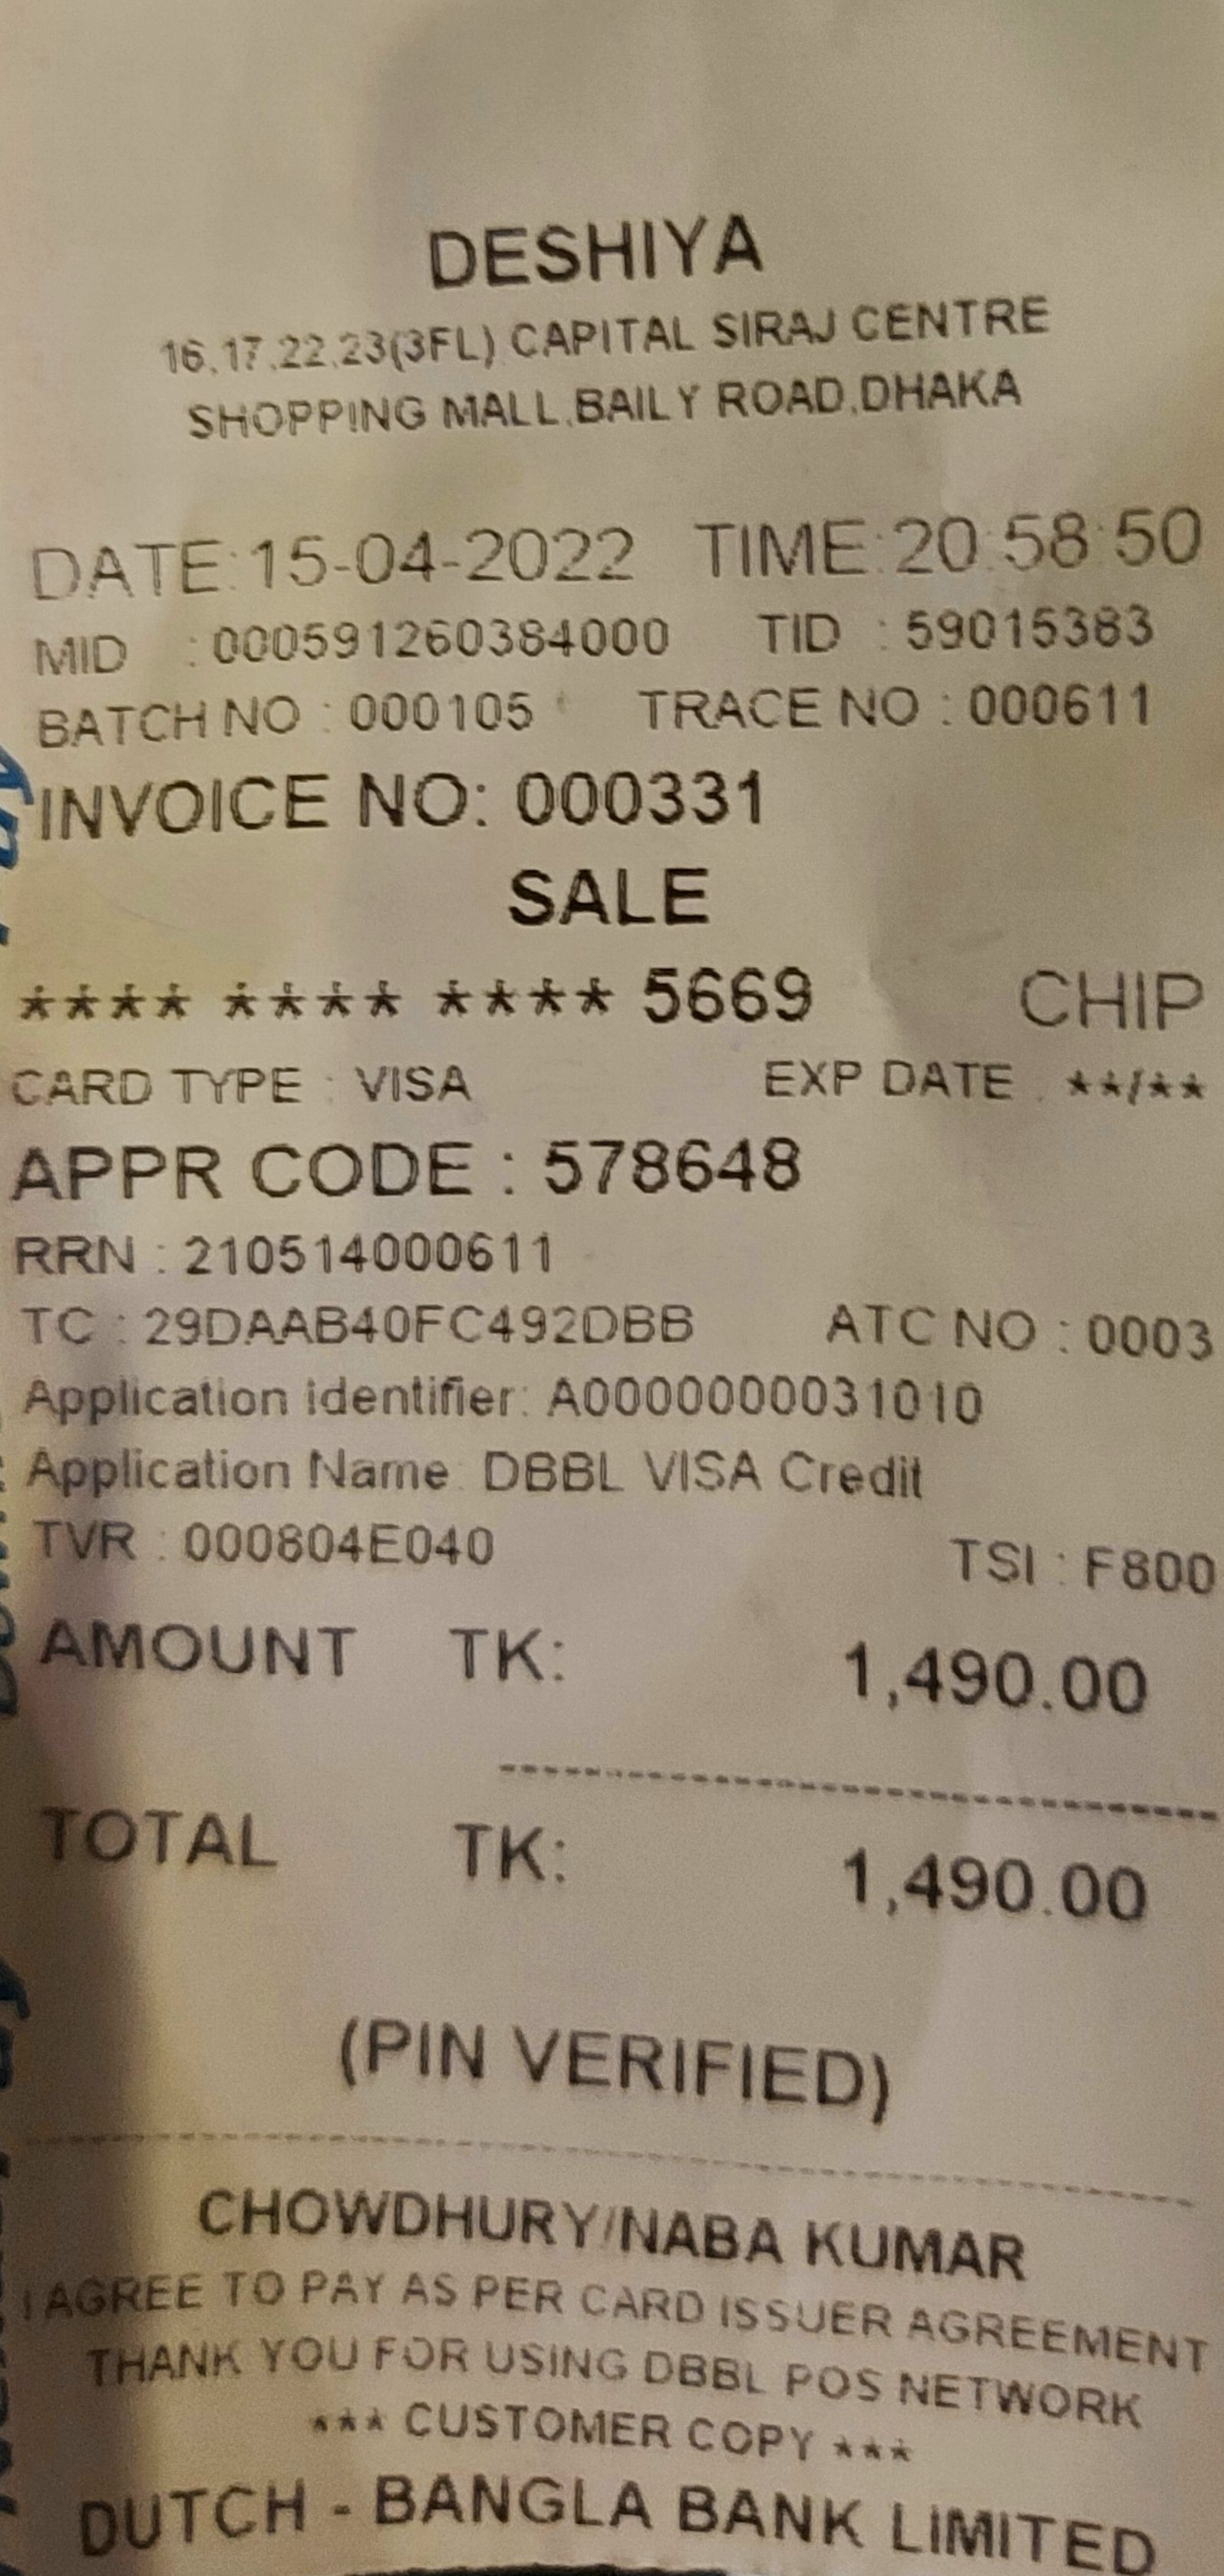 DESHIYA
16,17,22,23(3FL) CAPITAL SIRAJ CENTRE
SHOPPING MALL,BAILY ROAD,DHAKA
DATE:15-04-2022 TIME:20:58:50
MID :000591260384000 TID :59015383
BATCH NO : 000105 TRACE NO : 000611
INVOICE NO: 000331
SALE
**** **** **** 5669 CHIP
CARD TYPE : VISA EXP DATE : **/**
APPR CODE : 578648
RRN : 210514000611
TC : 29DAAB40FC492DBB ATC NO : 0003
Application Identifier: A0000000031010
Application Name: DBBL VISA Credit
TVR : 000804E040 TSI : F800
AMOUNT TK: 1,490.00
TOTAL TK: 1,490.00
(PIN VERIFIED)
CHOWDHURY/NABA KUMAR
I AGREE TO PAY AS PER CARD ISSUER AGREEMENT
THANK YOU FOR USING DBBL POS NETWORK
*** CUSTOMER COPY ***
DUTCH - BANGLA BANK LIMITED